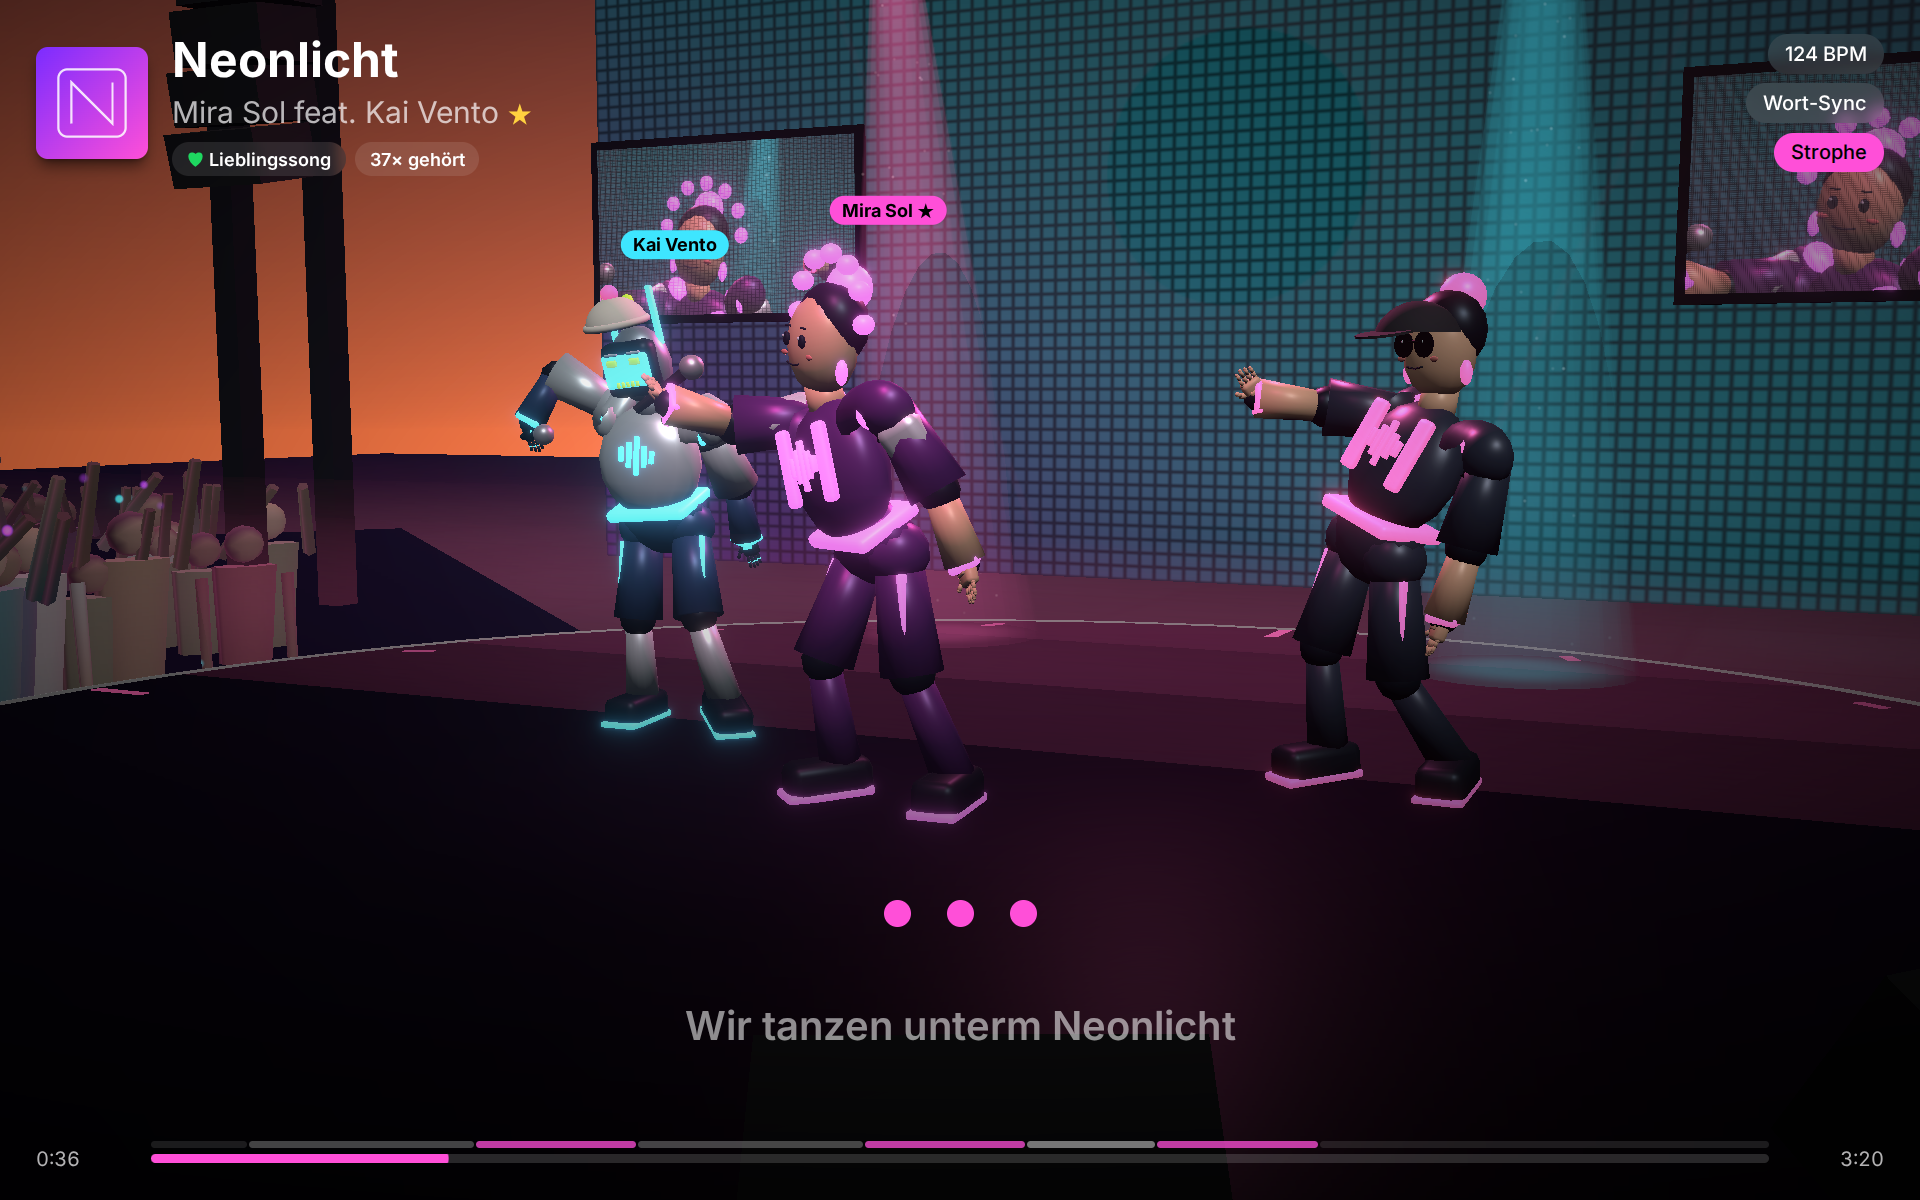 N
Neonlicht
Mira Sol feat. Kai Vento ★
Lieblingssong
37× gehört
124 BPM
Wort-Sync
Strophe
Mira Sol ★
Kai Vento
Wir tanzen unterm Neonlicht
0:36
3:20